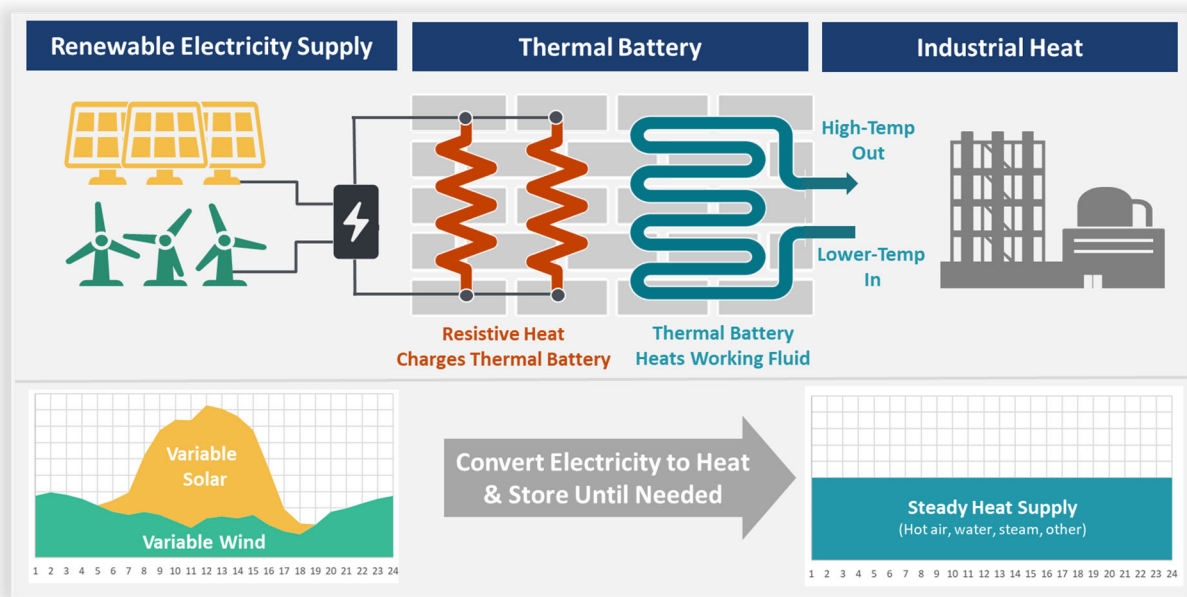 Renewable Electricity Supply
Thermal Battery
Industrial Heat
High-Temp
Out
Lower-Temp
In
Resistive Heat
Charges Thermal Battery
Thermal Battery
Heats Working Fluid
Variable
Solar
Variable Wind
1 2 3 4 5 6 7 8 9 10 11 12 13 14 15 16 17 18 19 20 21 22 23 24
Convert Electricity to Heat
& Store Until Needed
Steady Heat Supply
(Hot air, water, steam, other)
1 2 3 4 5 6 7 8 9 10 11 12 13 14 15 16 17 18 19 20 21 22 23 24